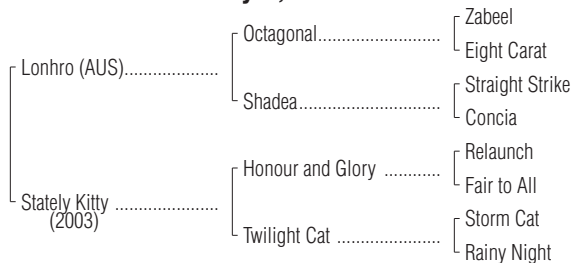 Zabeel
Octagonal
Eight Carat
Lonhro (AUS)
Straight Strike
Shadea
Concia
Relaunch
Honour and Glory
Fair to All
Stately Kitty
(2003)
Storm Cat
Twilight Cat
Rainy Night